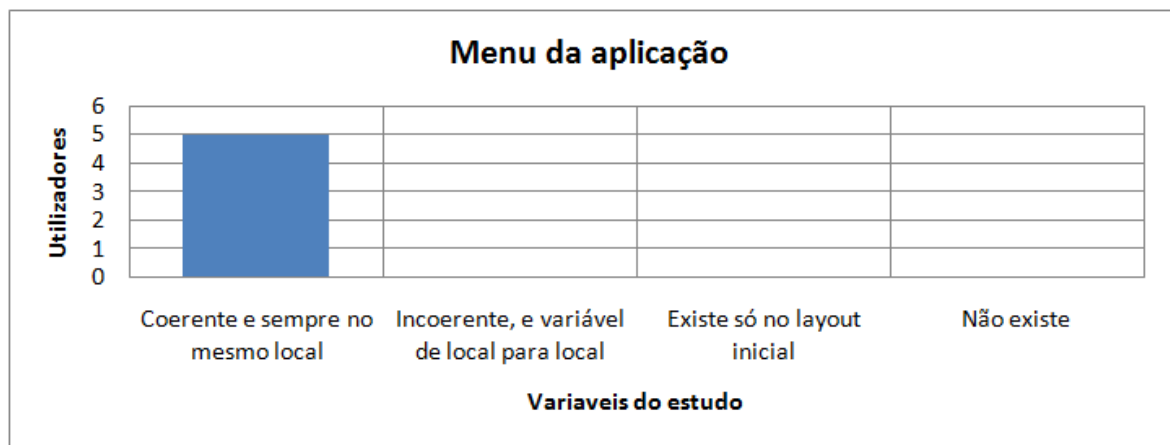 Menu da aplicação
Utilizadores
6
5
4
3
2
1
0
Coerente e sempre no
mesmo local
Incoerente, e variável
de local para local
Existe só no layout
inicial
Não existe
Variaveis do estudo